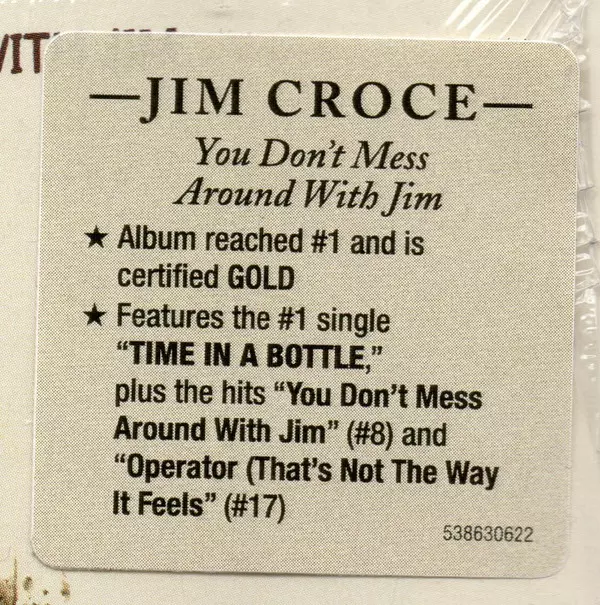 —JIM CROCE—
You Don't Mess
Around With Jim
★ Album reached #1 and is
certified GOLD
★ Features the #1 single
“TIME IN A BOTTLE,”
plus the hits “You Don't Mess
Around With Jim” (#8) and
“Operator (That's Not The Way
It Feels” (#17)
538630622